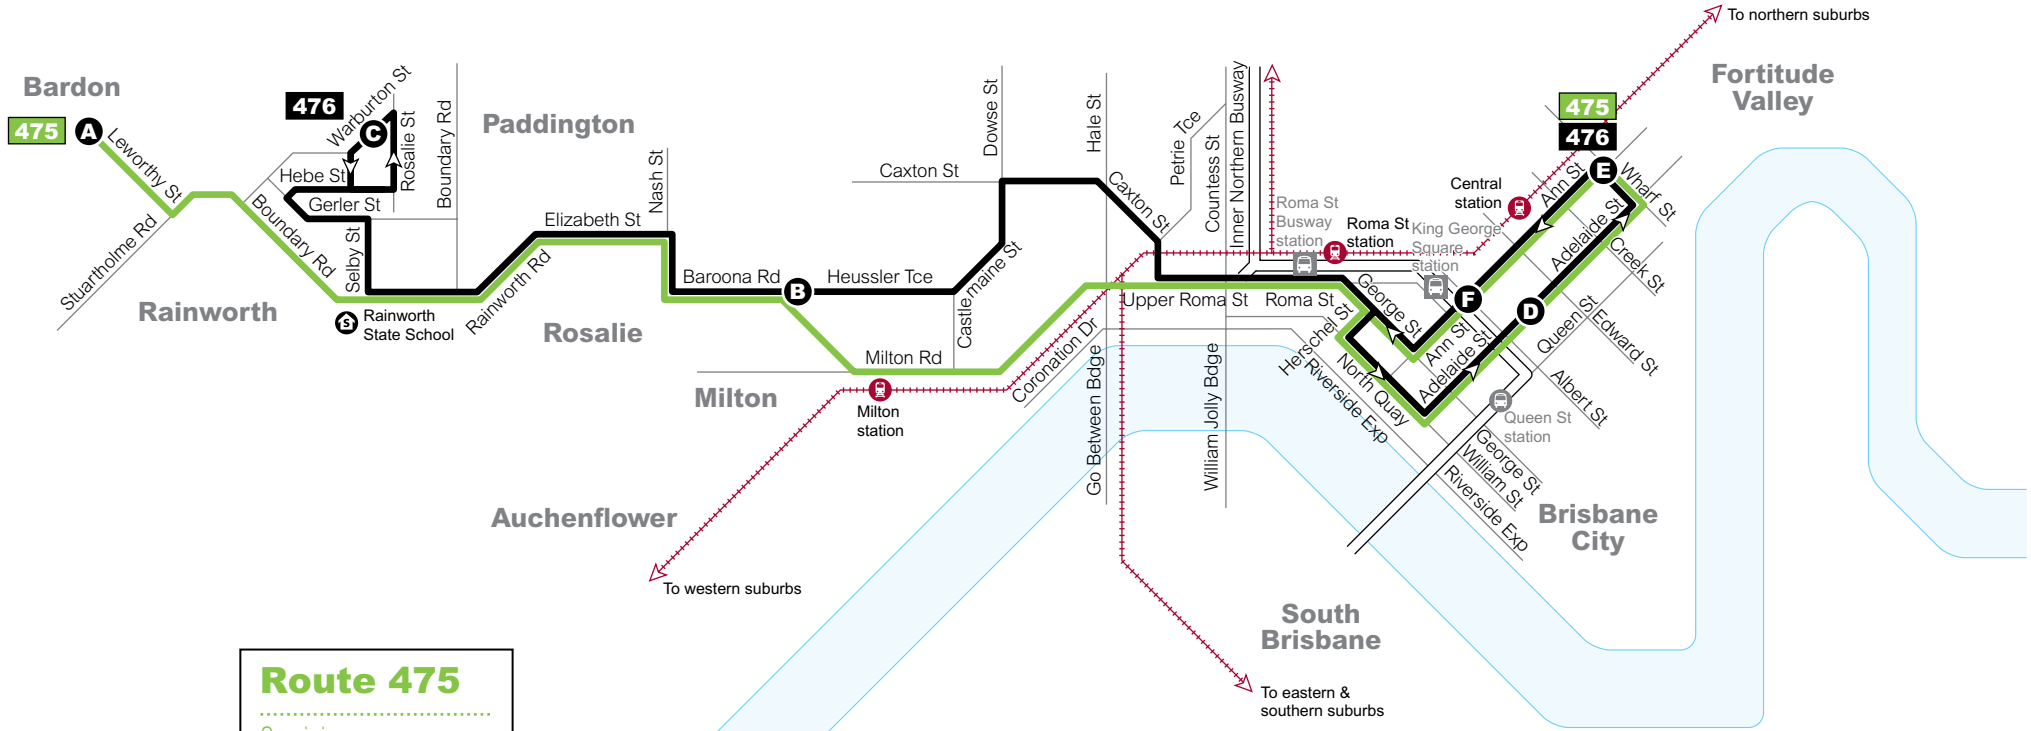 To northern suburbs
Bardon
475
A
Leworthy St
Stuartholme Rd
Rainworth
476
Warburton St
C
Rosalie St
Hebe St
Gerler St
Selby St
Boundary Rd
Boundary Rd
Paddington
Rainworth
State School
S
Rainworth Rd
Elizabeth St
Nash St
Rosalie
Baroona Rd
B
Heussler Tce
Milton Rd
Milton
Milton
station
Castlemaine St
Caxton St
Dowse St
Hale St
Caxton St
Petrie Tce
Countess St
Inner Northern Busway
Roma St
Busway
station
Roma St
station
King George
Square
station
Central
station
475
476
E
Fortitude
Valley
Ann St
Wharf St
Adelaide St
Creek St
Queen St
Edward St
Albert St
D
F
George St
Ann St
Adelaide St
Upper Roma St
Roma St
Herschel St
North Quay
Riverside Exp
Coronation Dr
Go Between Bdge
William Jolly Bdge
Queen St
station
George St
William St
Riverside Exp
Brisbane
City
Auchenflower
To western suburbs
South
Brisbane
To eastern &
southern suburbs
Route 475